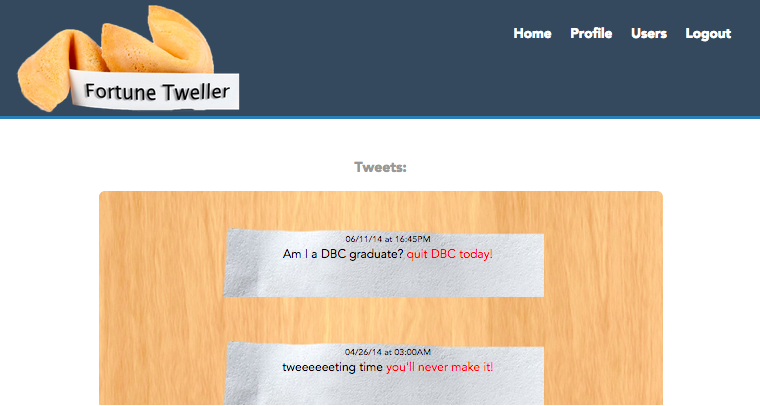 Home Profile Users Logout
Fortune Tweller
Tweets:
06/11/14 at 16:45PM
Am I a DBC graduate? quit DBC today!
04/26/14 at 03:00AM
tweeeeeeting time you'll never make it!